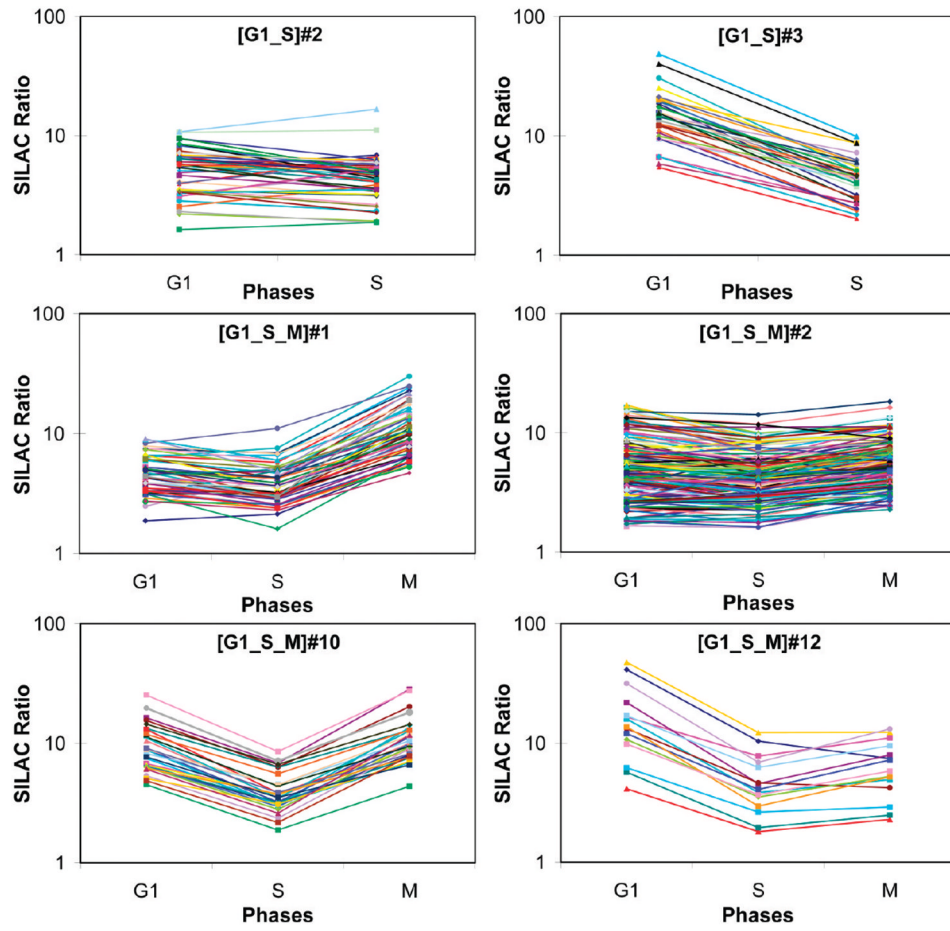 [G1_S]#2
SILAC Ratio
100
10
1
G1
S
Phases
[G1_S]#3
SILAC Ratio
100
10
1
G1
S
Phases
[G1_S_M]#1
SILAC Ratio
100
10
1
G1
S
M
Phases
[G1_S_M]#2
SILAC Ratio
100
10
1
G1
S
M
Phases
[G1_S_M]#10
SILAC Ratio
100
10
1
G1
S
M
Phases
[G1_S_M]#12
SILAC Ratio
100
10
1
G1
S
M
Phases